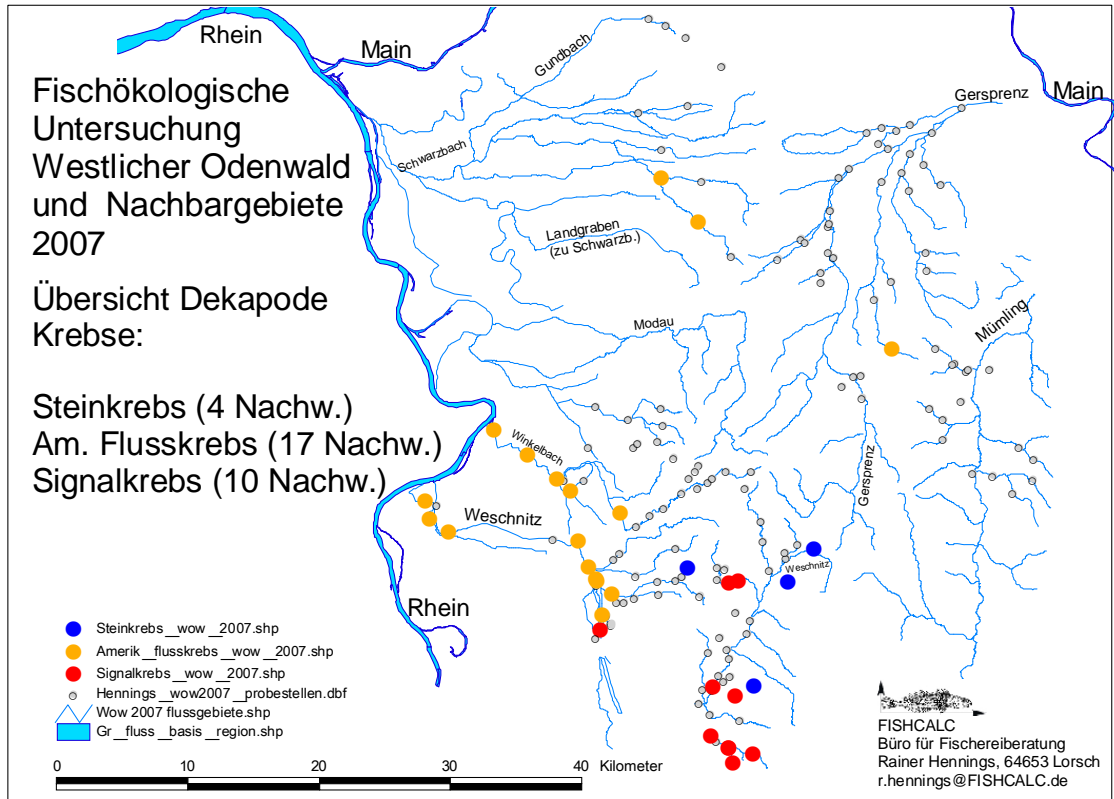 Rhein
Main
Gundbach
Gersprenz
Main
Fischökologische
Untersuchung
Westlicher Odenwald
und Nachbargebiete
2007
Schwarzbach
Landgraben
(zu Schwarzb.)
Übersicht Dekapode
Krebse:
Modau
Mümling
Steinkrebs (4 Nachw.)
Am. Flusskrebs (17 Nachw.)
Signalkrebs (10 Nachw.)
Winkelbach
Gersprenz
Weschnitz
Weschnitz
Rhein
Steinkrebs__wow__2007.shp
Amerik__flusskrebs__wow__2007.shp
Signalkrebs__wow__2007.shp
Hennings__wow2007__probestellen.dbf
Wow 2007 flussgebiete.shp
Gr__fluss__basis__region.shp
0 10 20 30 40 Kilometer
FISHCALC
Büro für Fischereiberatung
Rainer Hennings, 64653 Lorsch
r.hennings@FISHCALC.de